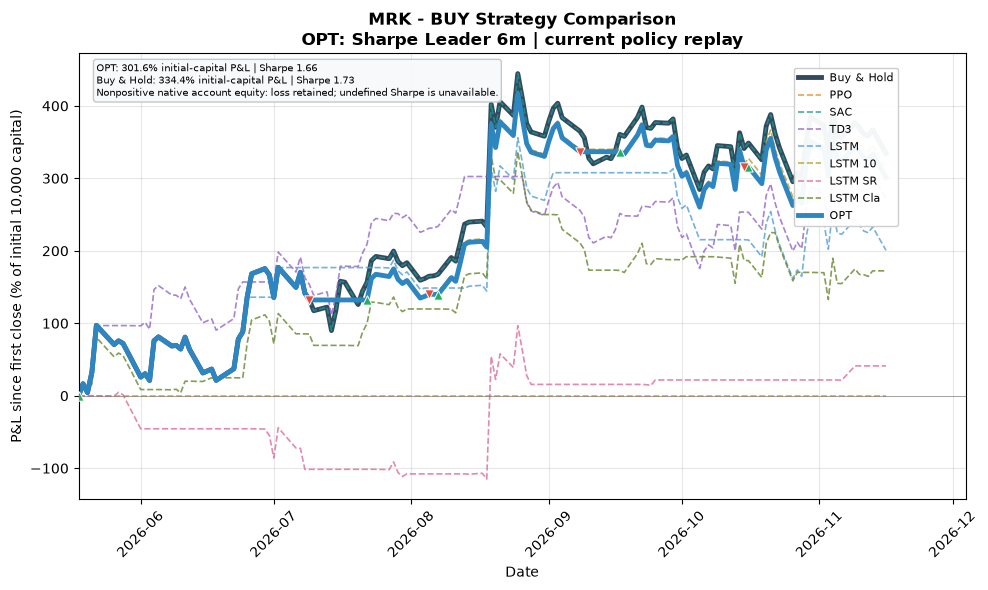 MRK - BUY Strategy Comparison
OPT: Sharpe Leader 6m | current policy replay
OPT: 301.6% initial-capital P&L | Sharpe 1.66
Buy & Hold: 334.4% initial-capital P&L | Sharpe 1.73
Nonpositive native account equity: loss retained; undefined Sharpe is unavailable.
Buy & Hold
PPO
SAC
TD3
LSTM
LSTM 10
LSTM SR
LSTM Cla
OPT
P&L since first close (% of initial 10,000 capital)
400
300
200
100
0
−100
2026-06
2026-07
2026-08
2026-09
2026-10
2026-11
2026-12
Date